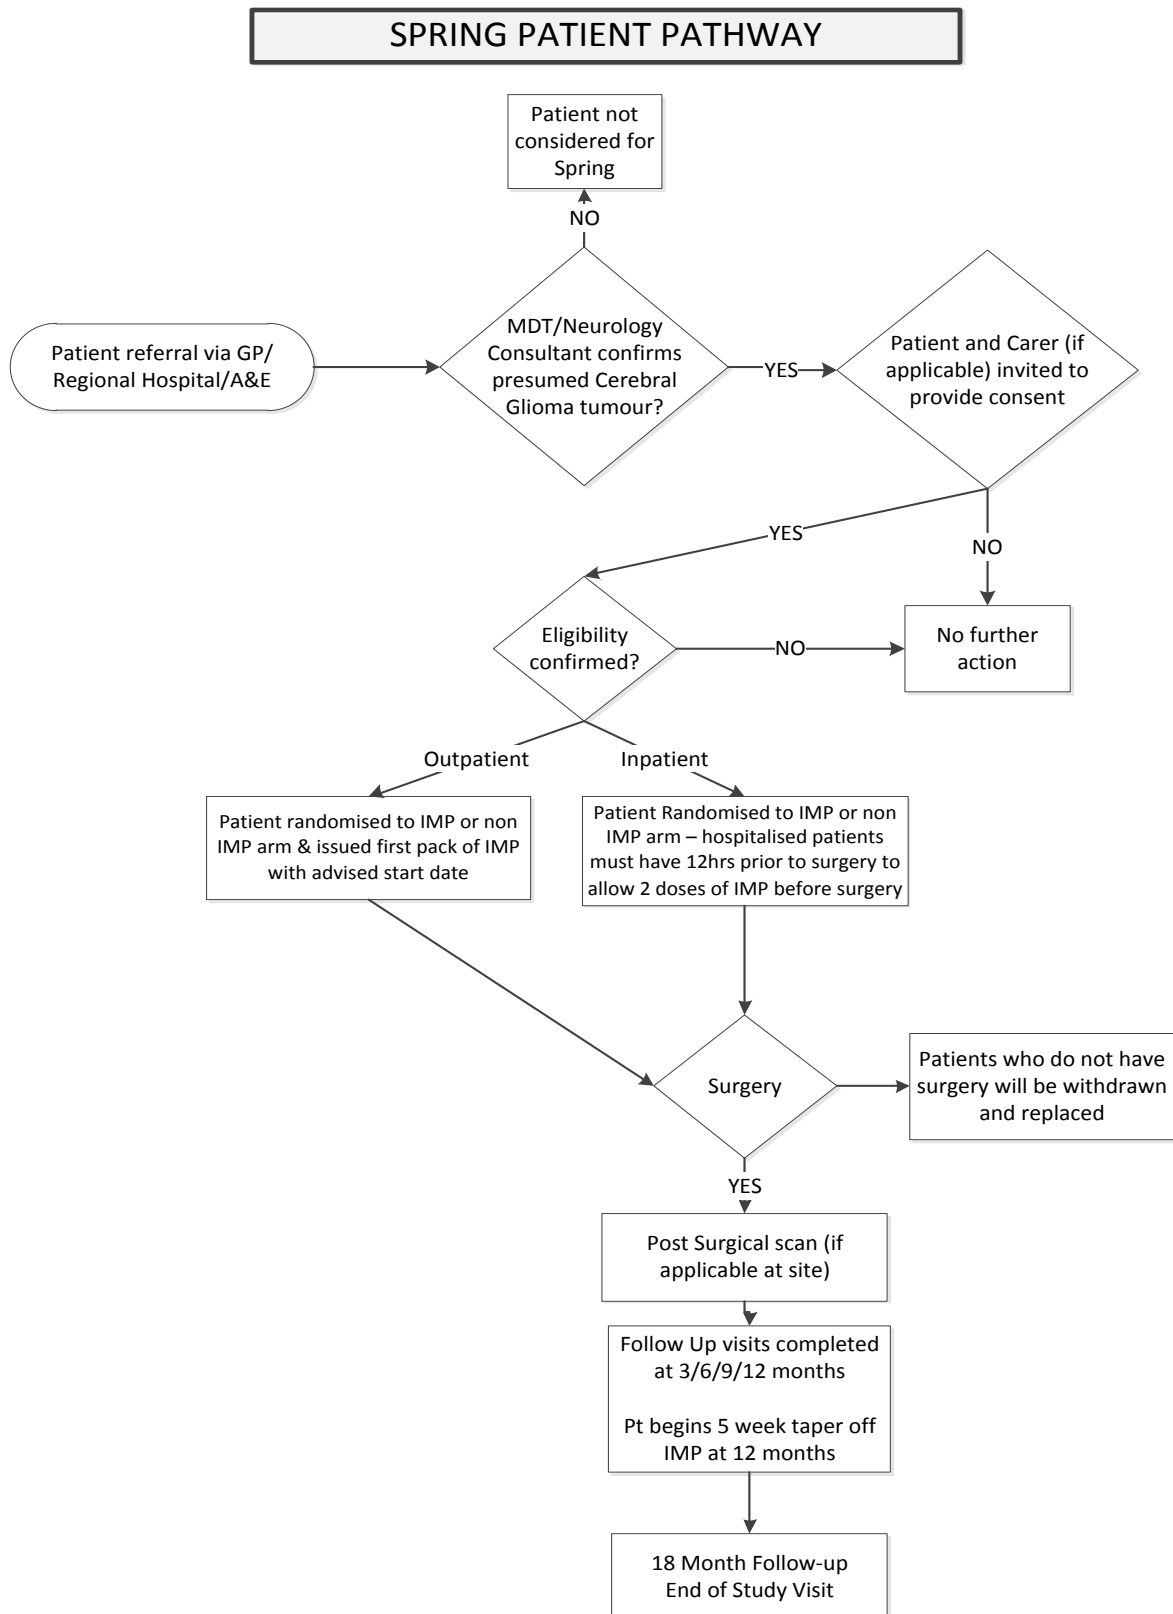 SPRING PATIENT PATHWAY
Patient not
considered for
Spring
NO
MDT/Neurology
Consultant confirms
presumed Cerebral
Glioma tumour?
Patient referral via GP/
Regional Hospital/A&E
YES
Patient and Carer (if
applicable) invited to
provide consent
YES
NO
Eligibility
confirmed?
NO
No further
action
Outpatient
Inpatient
Patient randomised to IMP or non
IMP arm & issued first pack of IMP
with advised start date
Patient Randomised to IMP or non
IMP arm – hospitalised patients
must have 12hrs prior to surgery to
allow 2 doses of IMP before surgery
Surgery
Patients who do not have
surgery will be withdrawn
and replaced
YES
Post Surgical scan (if
applicable at site)
Follow Up visits completed
at 3/6/9/12 months
Pt begins 5 week taper off
IMP at 12 months
18 Month Follow-up
End of Study Visit